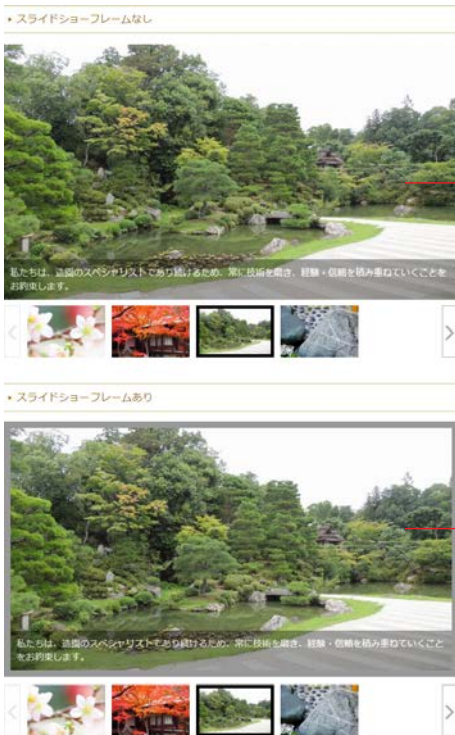 スライドショーフレームなし
私たちは、造園のスペシャリストであり続けるため、常に技術を磨き、経験・信頼を積み重ねていくことを
お約束します。
スライドショーフレームあり
私たちは、造園のスペシャリストであり続けるため、常に技術を磨き、経験・信頼を積み重ねていくこと
をお約束します。